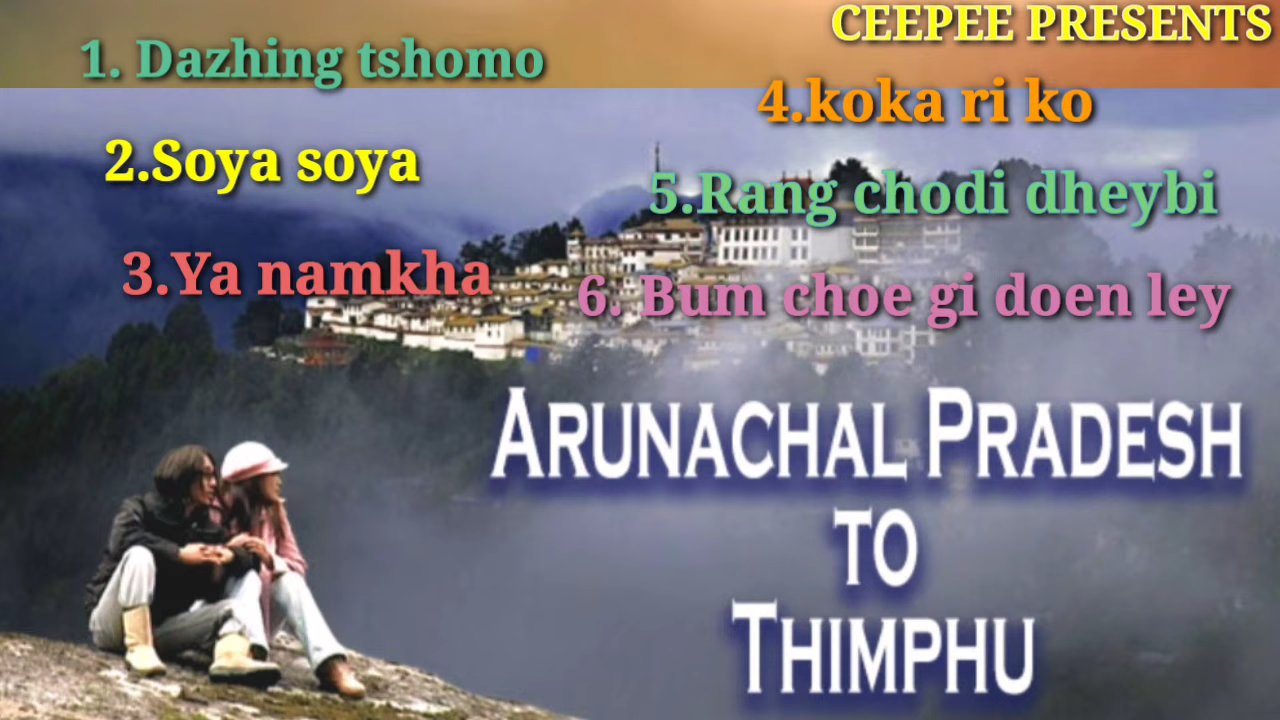 CEEPEE PRESENTS
1. Dazhing tshomo
2.Soya soya
3.Ya namkha
4.koka ri ko
5.Rang chodi dheybi
6. Bum choe gi doen ley
ARUNACHAL PRADESH
TO
THIMPHU